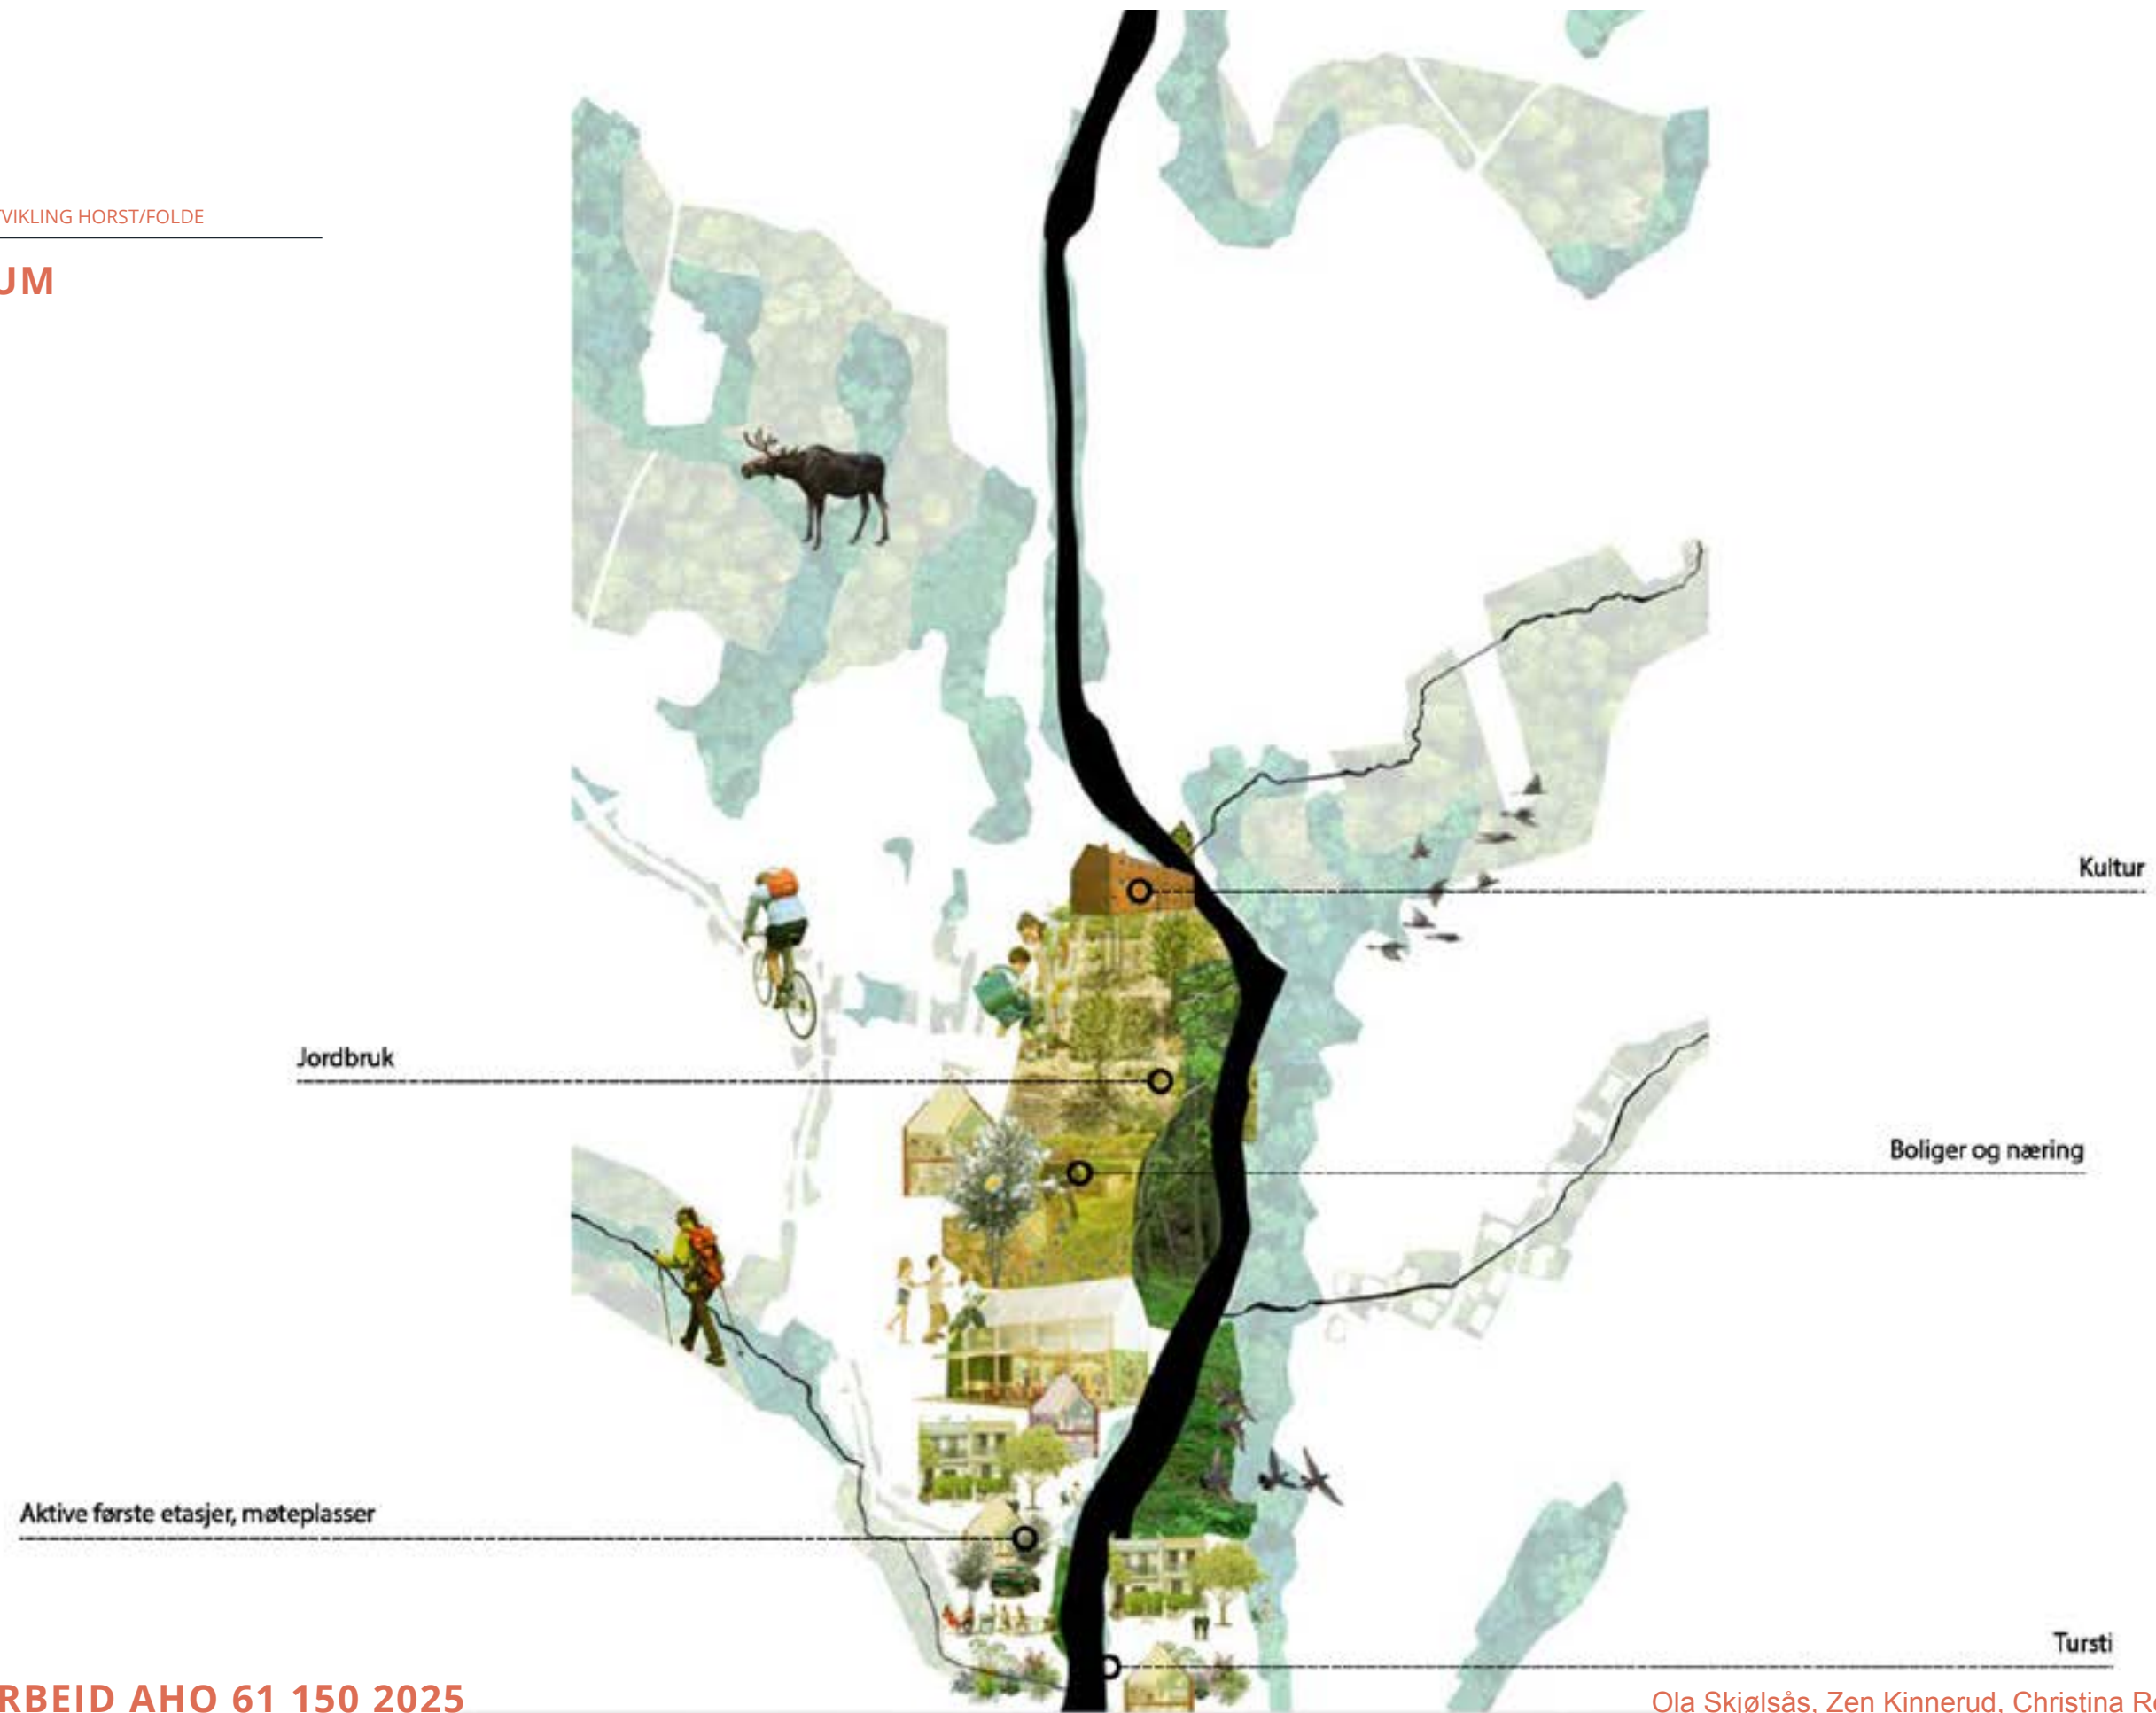 VIKLING HORST/FOLDE
UM
Kultur
Jordbruk
Boliger og næring
Aktive første etasjer, møteplasser
Tursti
RBEID AHO 61 150 2025
Ola Skjølsås, Zen Kinnerud, Christina